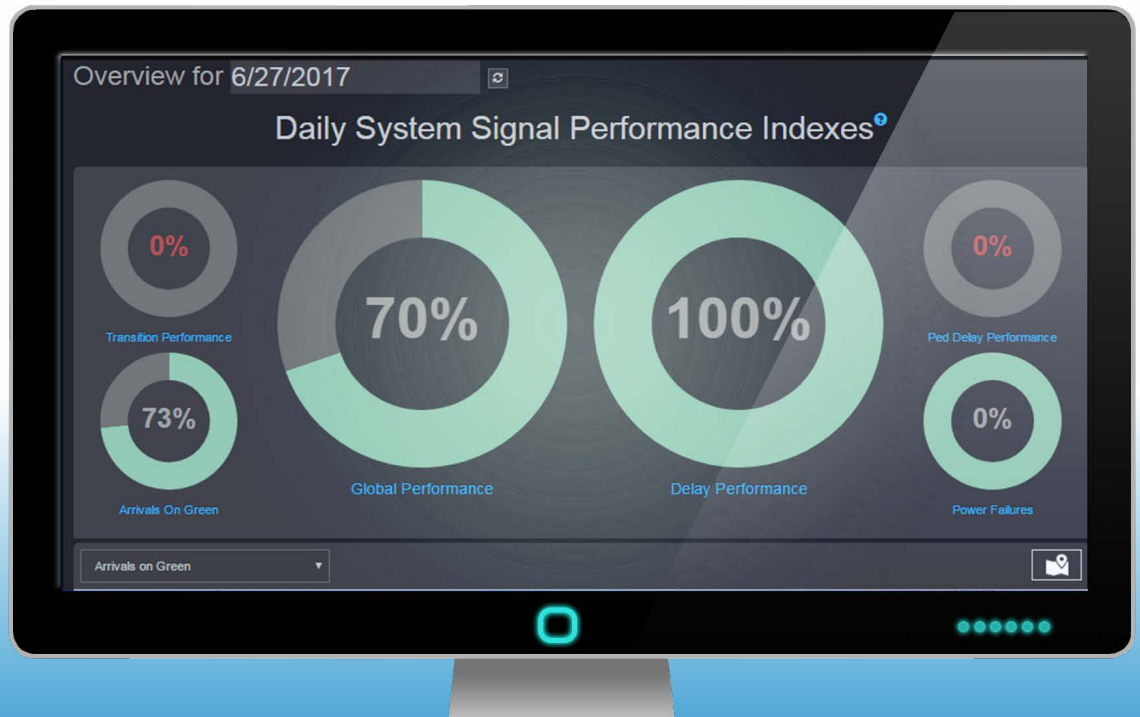 Overview for 6/27/2017
Daily System Signal Performance Indexes?
0%
Transition Performance
73%
Arrivals On Green
70%
Global Performance
100%
Delay Performance
0%
Ped Delay Performance
0%
Power Failures
Arrivals on Green